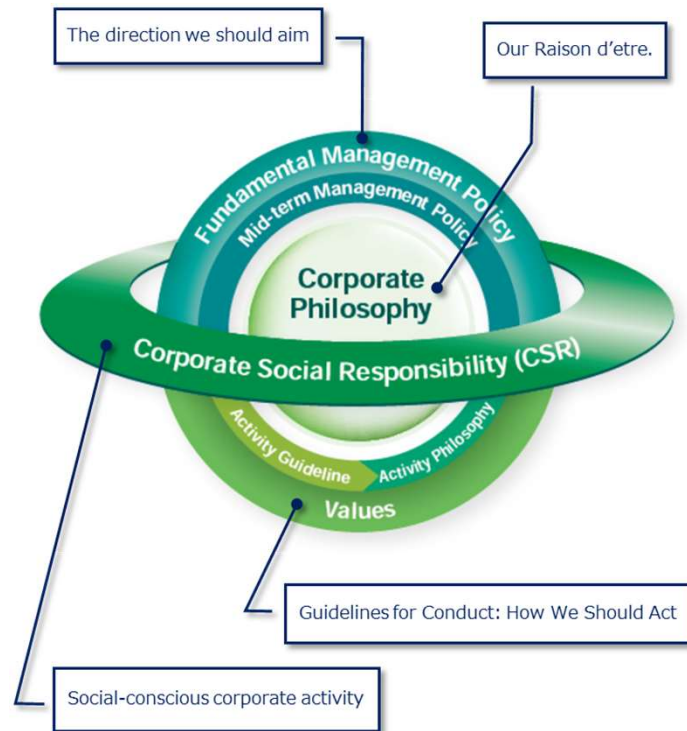 The direction we should aim
Our Raison d’etre.
Fundamental Management Policy
Mid-term Management Policy
Corporate
Philosophy
Corporate Social Responsibility (CSR)
Activity Guideline
Activity Philosophy
Values
Guidelines for Conduct: How We Should Act
Social-conscious corporate activity